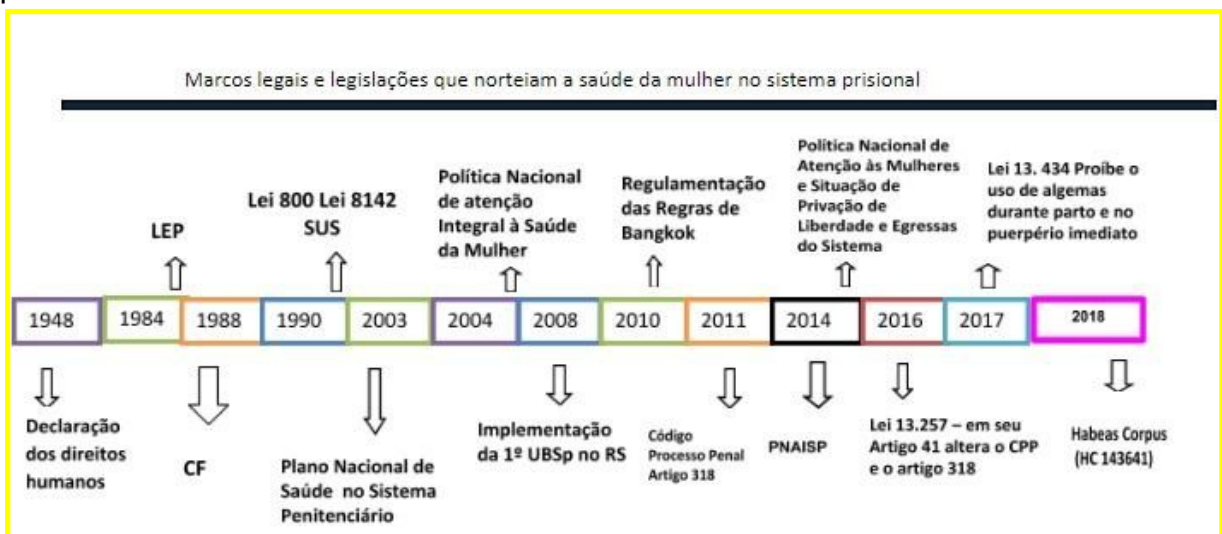 Marcos legais e legislações que norteiam a saúde da mulher no sistema prisional
LEP
Lei 800 Lei 8142
SUS
Política Nacional
de atenção
Integral à Saúde
da Mulher
Regulamentação
das Regras de
Bangkok
Política Nacional de
Atenção às Mulheres
e Situação de
Privação de
Liberdade e Egressas
do Sistema
Lei 13. 434 Proíbe o
uso de algemas
durante parto e no
puerpério imediato
1948 1984 1988 1990 2003 2004 2008 2010 2011 2014 2016 2017 2018
Declaração
dos direitos
humanos
CF
Plano Nacional de
Saúde no Sistema
Penitenciário
Implementação
da 1º UBSp no RS
Código
Processo Penal
Artigo 318
PNAISP
Lei 13.257 – em seu
Artigo 41 altera o CPP
e o artigo 318
Habeas Corpus
(HC 143641)